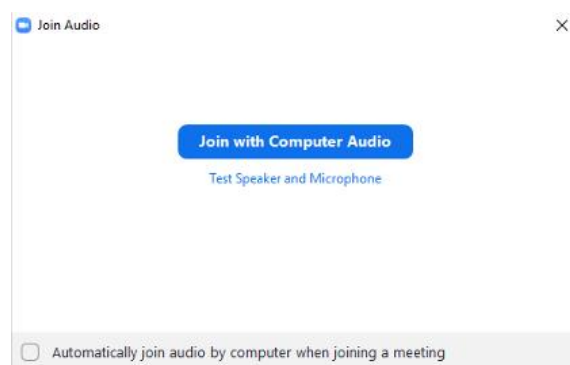 Join Audio
Join with Computer Audio
Test Speaker and Microphone
Automatically join audio by computer when joining a meeting